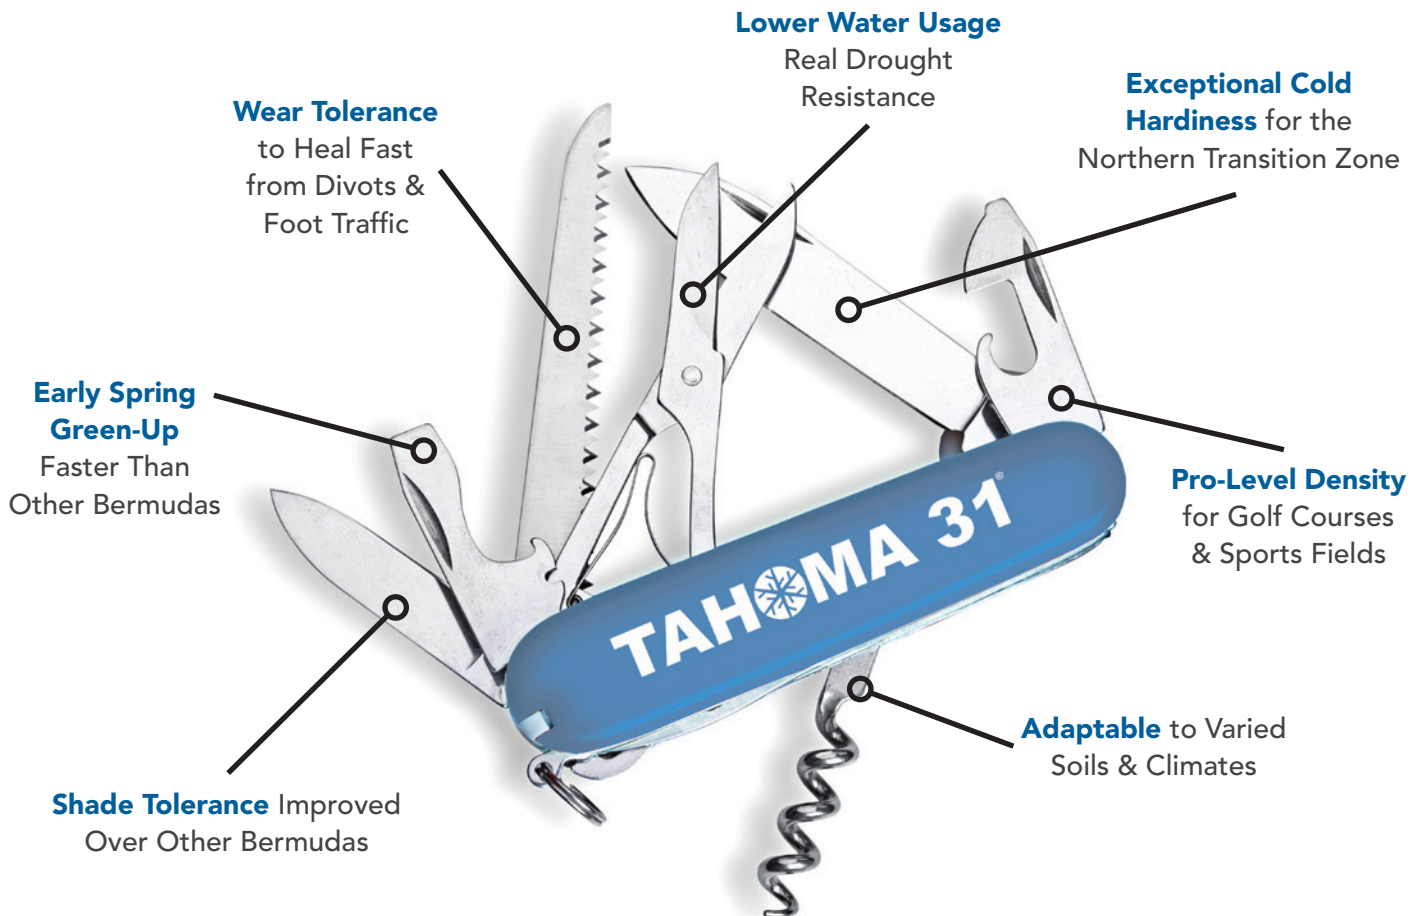 Lower Water Usage
Real Drought
Resistance
Exceptional Cold
Hardiness for the
Northern Transition Zone
Wear Tolerance
to Heal Fast
from Divots &
Foot Traffic
Early Spring
Green-Up
Faster Than
Other Bermudas
Pro-Level Density
for Golf Courses
& Sports Fields
TAHOMA 31®
Adaptable to Varied
Soils & Climates
Shade Tolerance Improved
Over Other Bermudas